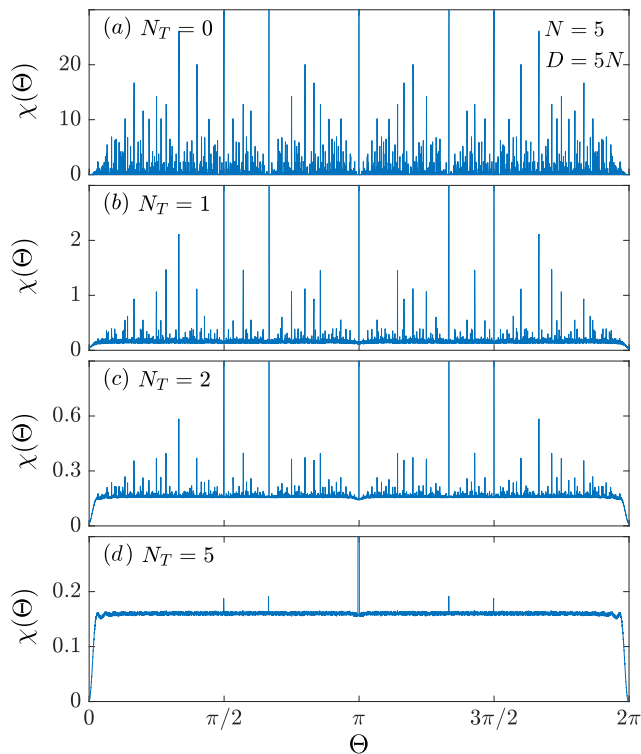 (a) N_T = 0
N = 5
D = 5N
χ(Θ)
20
10
0
(b) N_T = 1
χ(Θ)
2
1
0
(c) N_T = 2
χ(Θ)
0.6
0.3
0
(d) N_T = 5
χ(Θ)
0.2
0.1
0
0 π/2 π 3π/2 2π
Θ